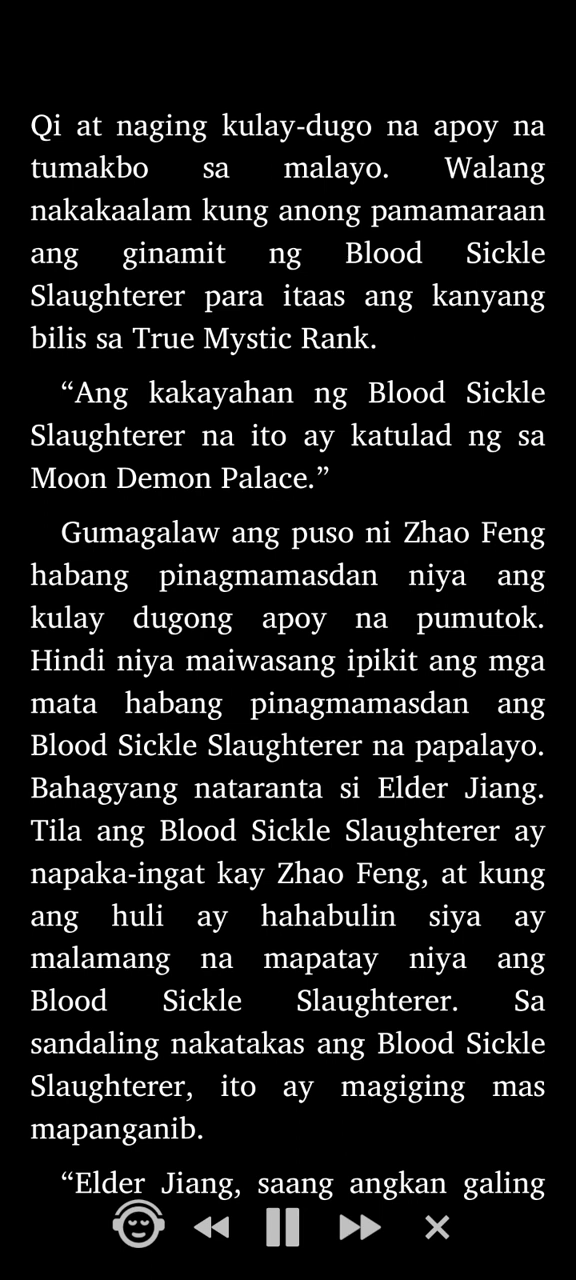 Qi at naging kulay-dugo na apoy na
tumakbo sa malayo. Walang
nakakaalam kung anong pamamaraan
ang ginamit ng Blood Sickle
Slaughterer para itaas ang kanyang
bilis sa True Mystic Rank.
“Ang kakayahan ng Blood Sickle
Slaughterer na ito ay katulad ng sa
Moon Demon Palace.”
Gumagalaw ang puso ni Zhao Feng
habang pinagmamasdan niya ang
kulay dugong apoy na pumutok.
Hindi niya maiwasang ipikit ang mga
mata habang pinagmamasdan ang
Blood Sickle Slaughterer na papalayo.
Bahagyang nataranta si Elder Jiang.
Tila ang Blood Sickle Slaughterer ay
napaka-ingat kay Zhao Feng, at kung
ang huli ay hahabulin siya ay
malamang na mapatay niya ang
Blood Sickle Slaughterer. Sa
sandaling nakatakas ang Blood Sickle
Slaughterer, ito ay magiging mas
mapanganib.
“Elder Jiang, saang angkan galing